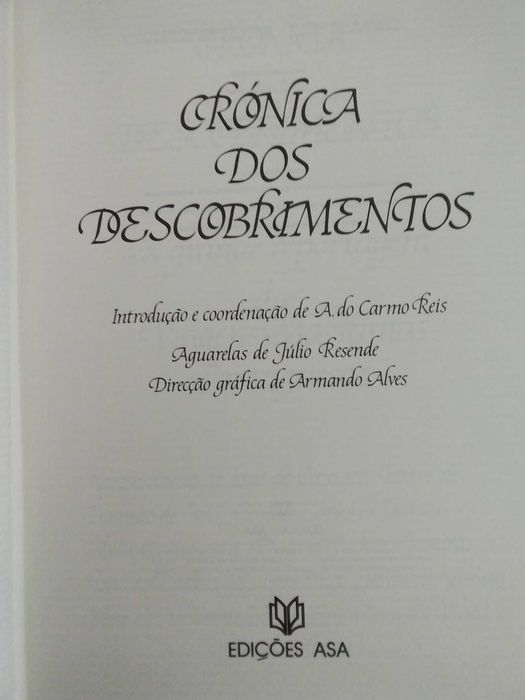 CRÓNICA
DOS
DESCOBRIMENTOS
Introdução e coordenação de A. do Carmo Reis
Aguarelas de Júlio Resende
Direcção gráfica de Armando Alves
EDIÇÕES ASA